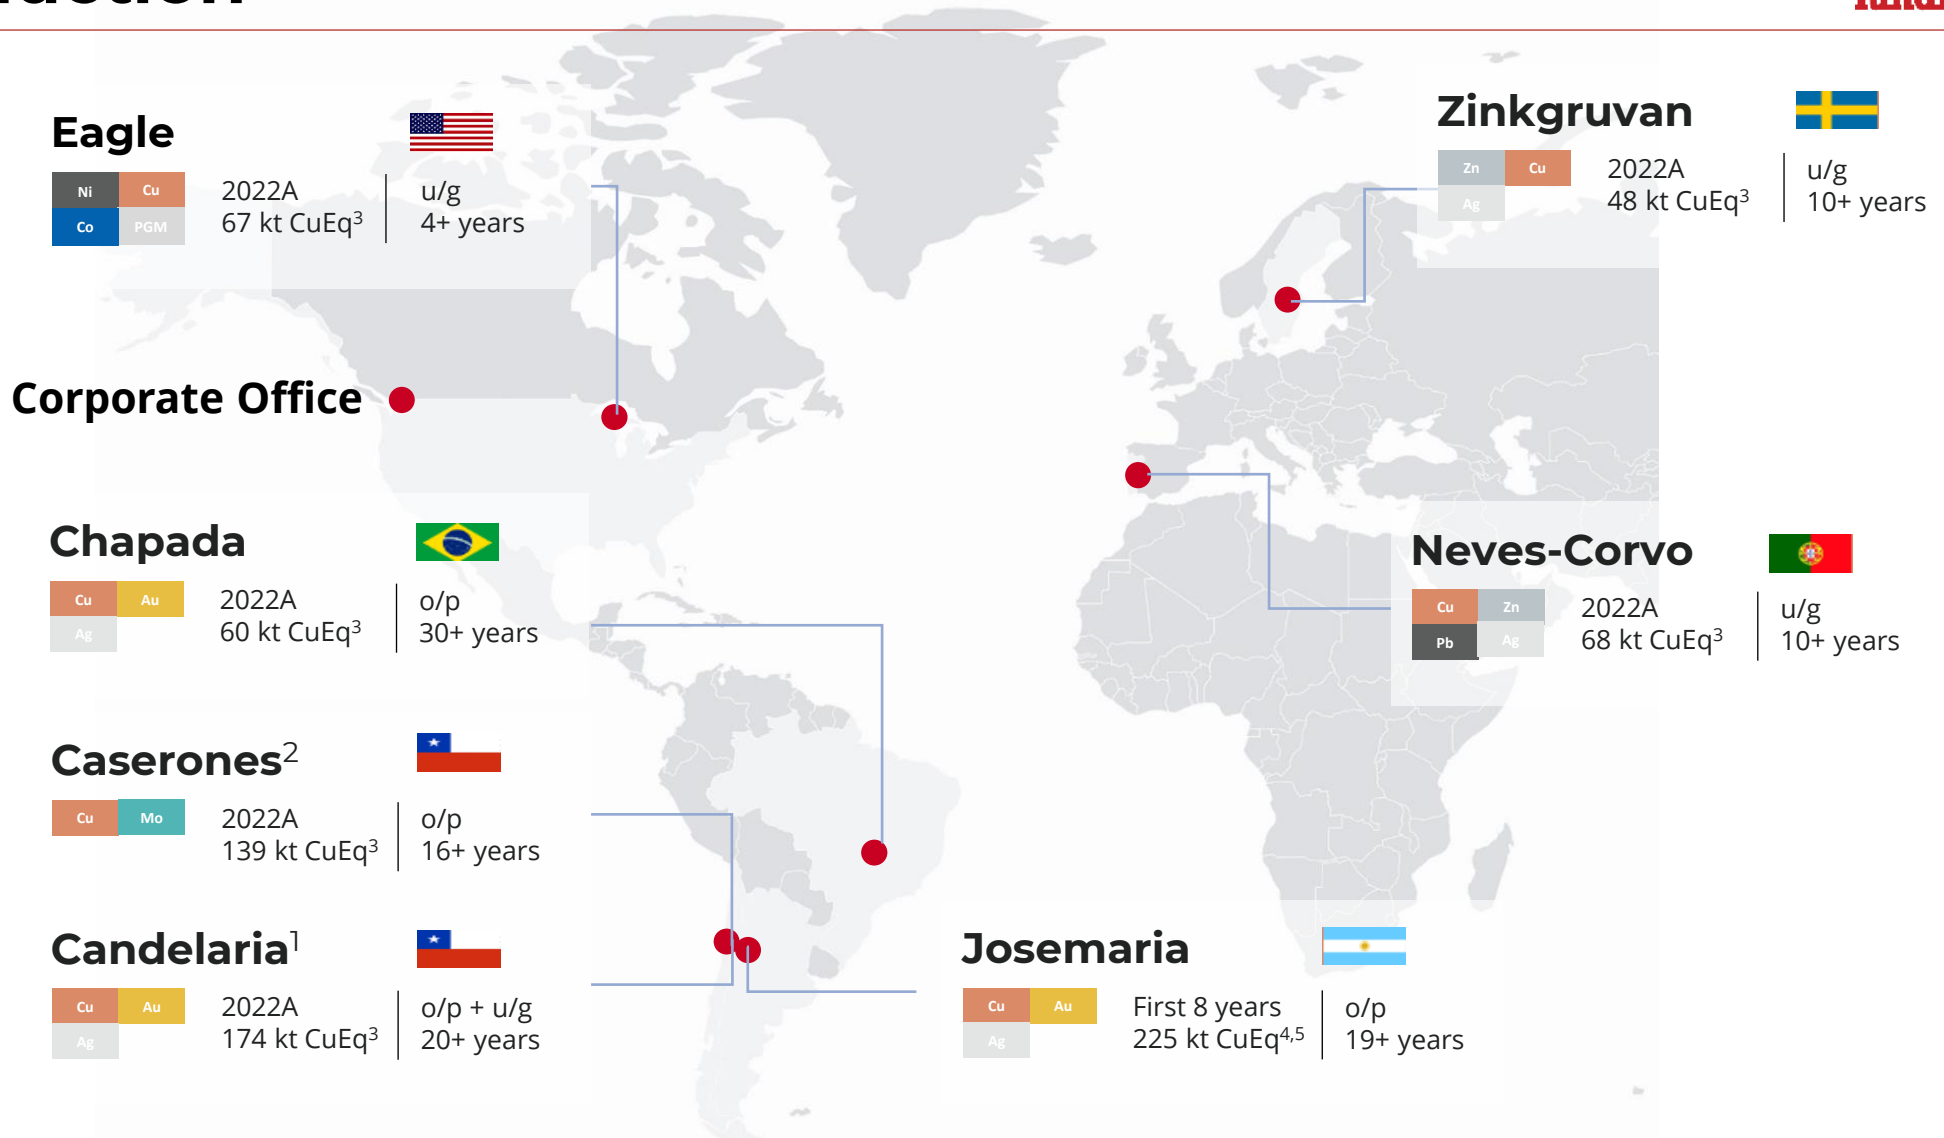 Eagle
Ni Cu
Co PGM
2022A
67 kt CuEq³
u/g
4+ years
Corporate Office
Chapada
Cu Au
Ag
2022A
60 kt CuEq³
o/p
30+ years
Caserones²
Cu Mo
2022A
139 kt CuEq³
o/p
16+ years
Candelaria¹
Cu Au
Ag
2022A
174 kt CuEq³
o/p + u/g
20+ years
Zinkgruvan
Zn Cu
Ag
2022A
48 kt CuEq³
u/g
10+ years
Neves-Corvo
Cu Zn
Pb Ag
2022A
68 kt CuEq³
u/g
10+ years
Josemaria
Cu Au
Ag
First 8 years
225 kt CuEq⁴,⁵
o/p
19+ years